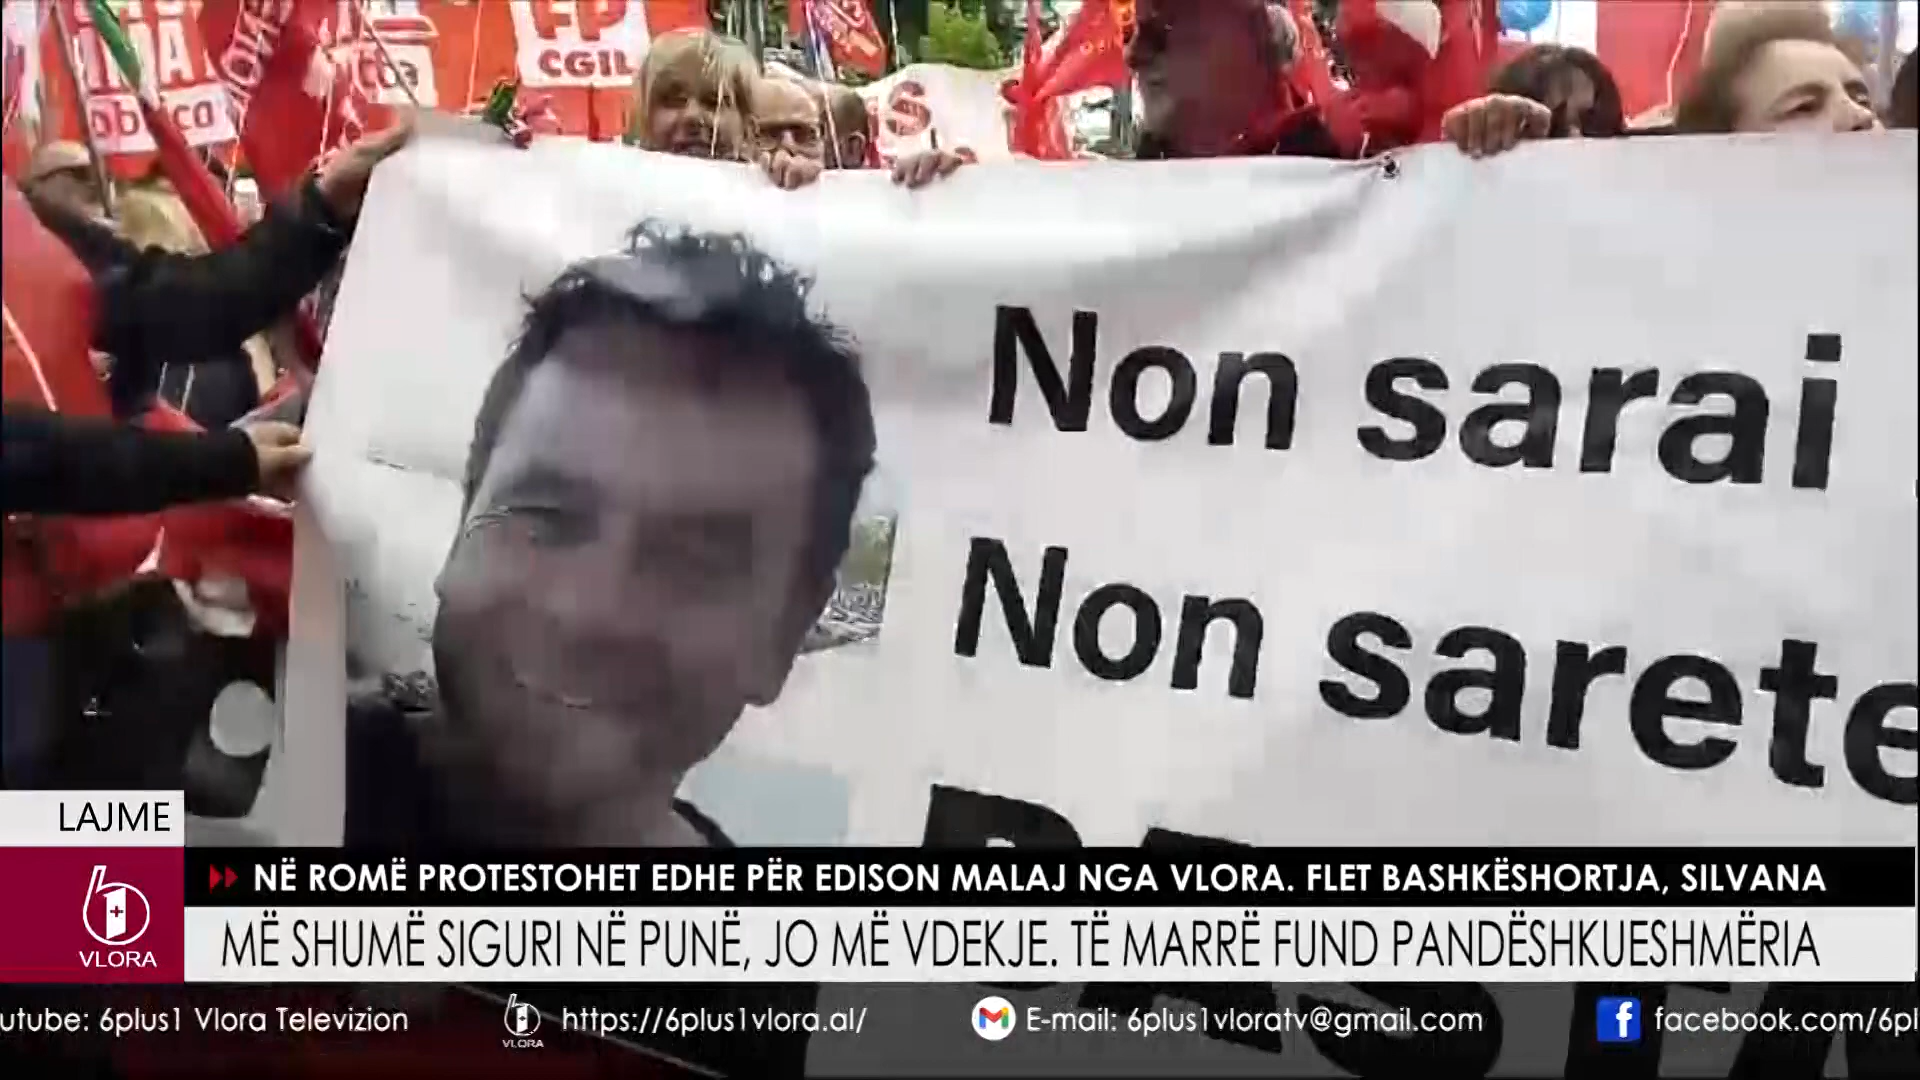 FP
CGIL
Non sarai
Non sarete
LAJME
NË ROMË PROTESTOHET EDHE PËR EDISON MALAJ NGA VLORA. FLET BASHKËSHORTJA, SILVANA
MË SHUMË SIGURI NË PUNË, JO MË VDEKJE. TË MARRË FUND PANDËSHKUESHMËRIA
VLORA
utube: 6plus1 Vlora Televizion
VLORA
https://6plus1vlora.al/
E-mail: 6plus1vloratv@gmail.com
facebook.com/6pl